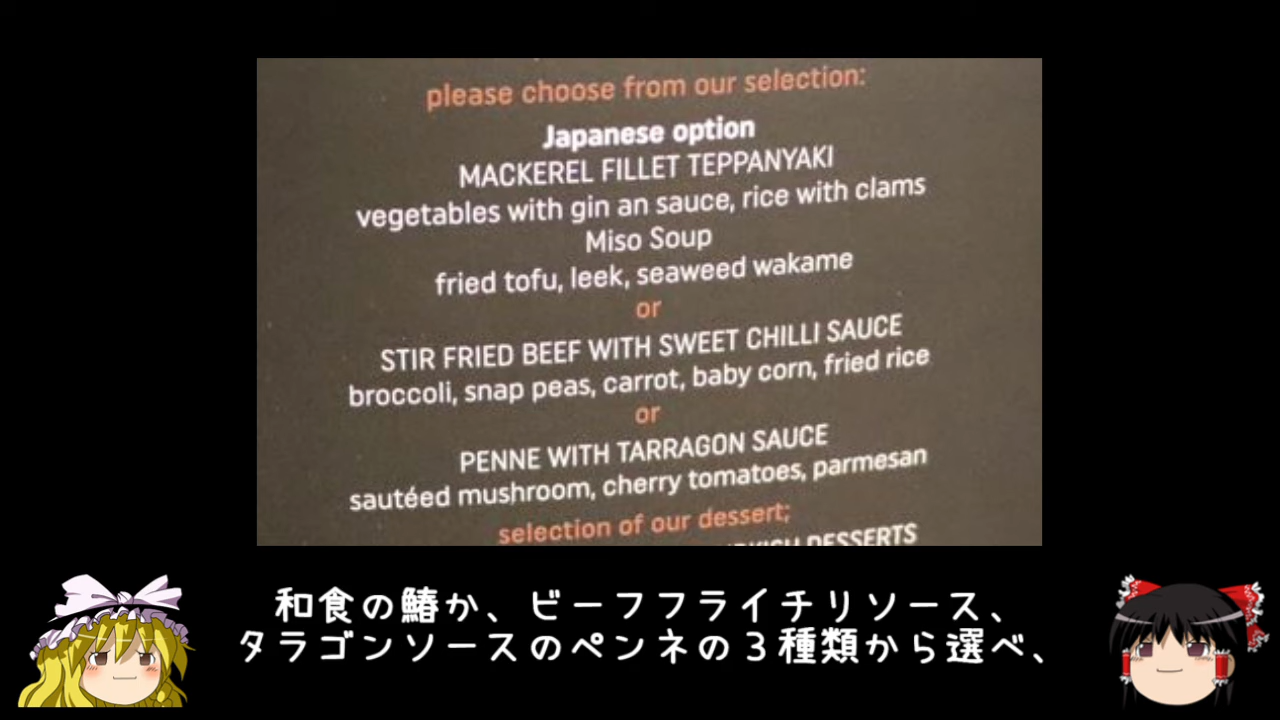 please choose from our selection:
Japanese option
MACKEREL FILLET TEPPANYAKI
vegetables with gin an sauce, rice with clams
Miso Soup
fried tofu, leek, seaweed wakame
or
STIR FRIED BEEF WITH SWEET CHILLI SAUCE
broccoli, snap peas, carrot, baby corn, fried rice
or
PENNE WITH TARRAGON SAUCE
sautéed mushroom, cherry tomatoes, parmesan
selection of our dessert;
DESSERTS
和食の鰆か、ビーフフライチリソース、
タラゴンソースのペンネの３種類から選べ、